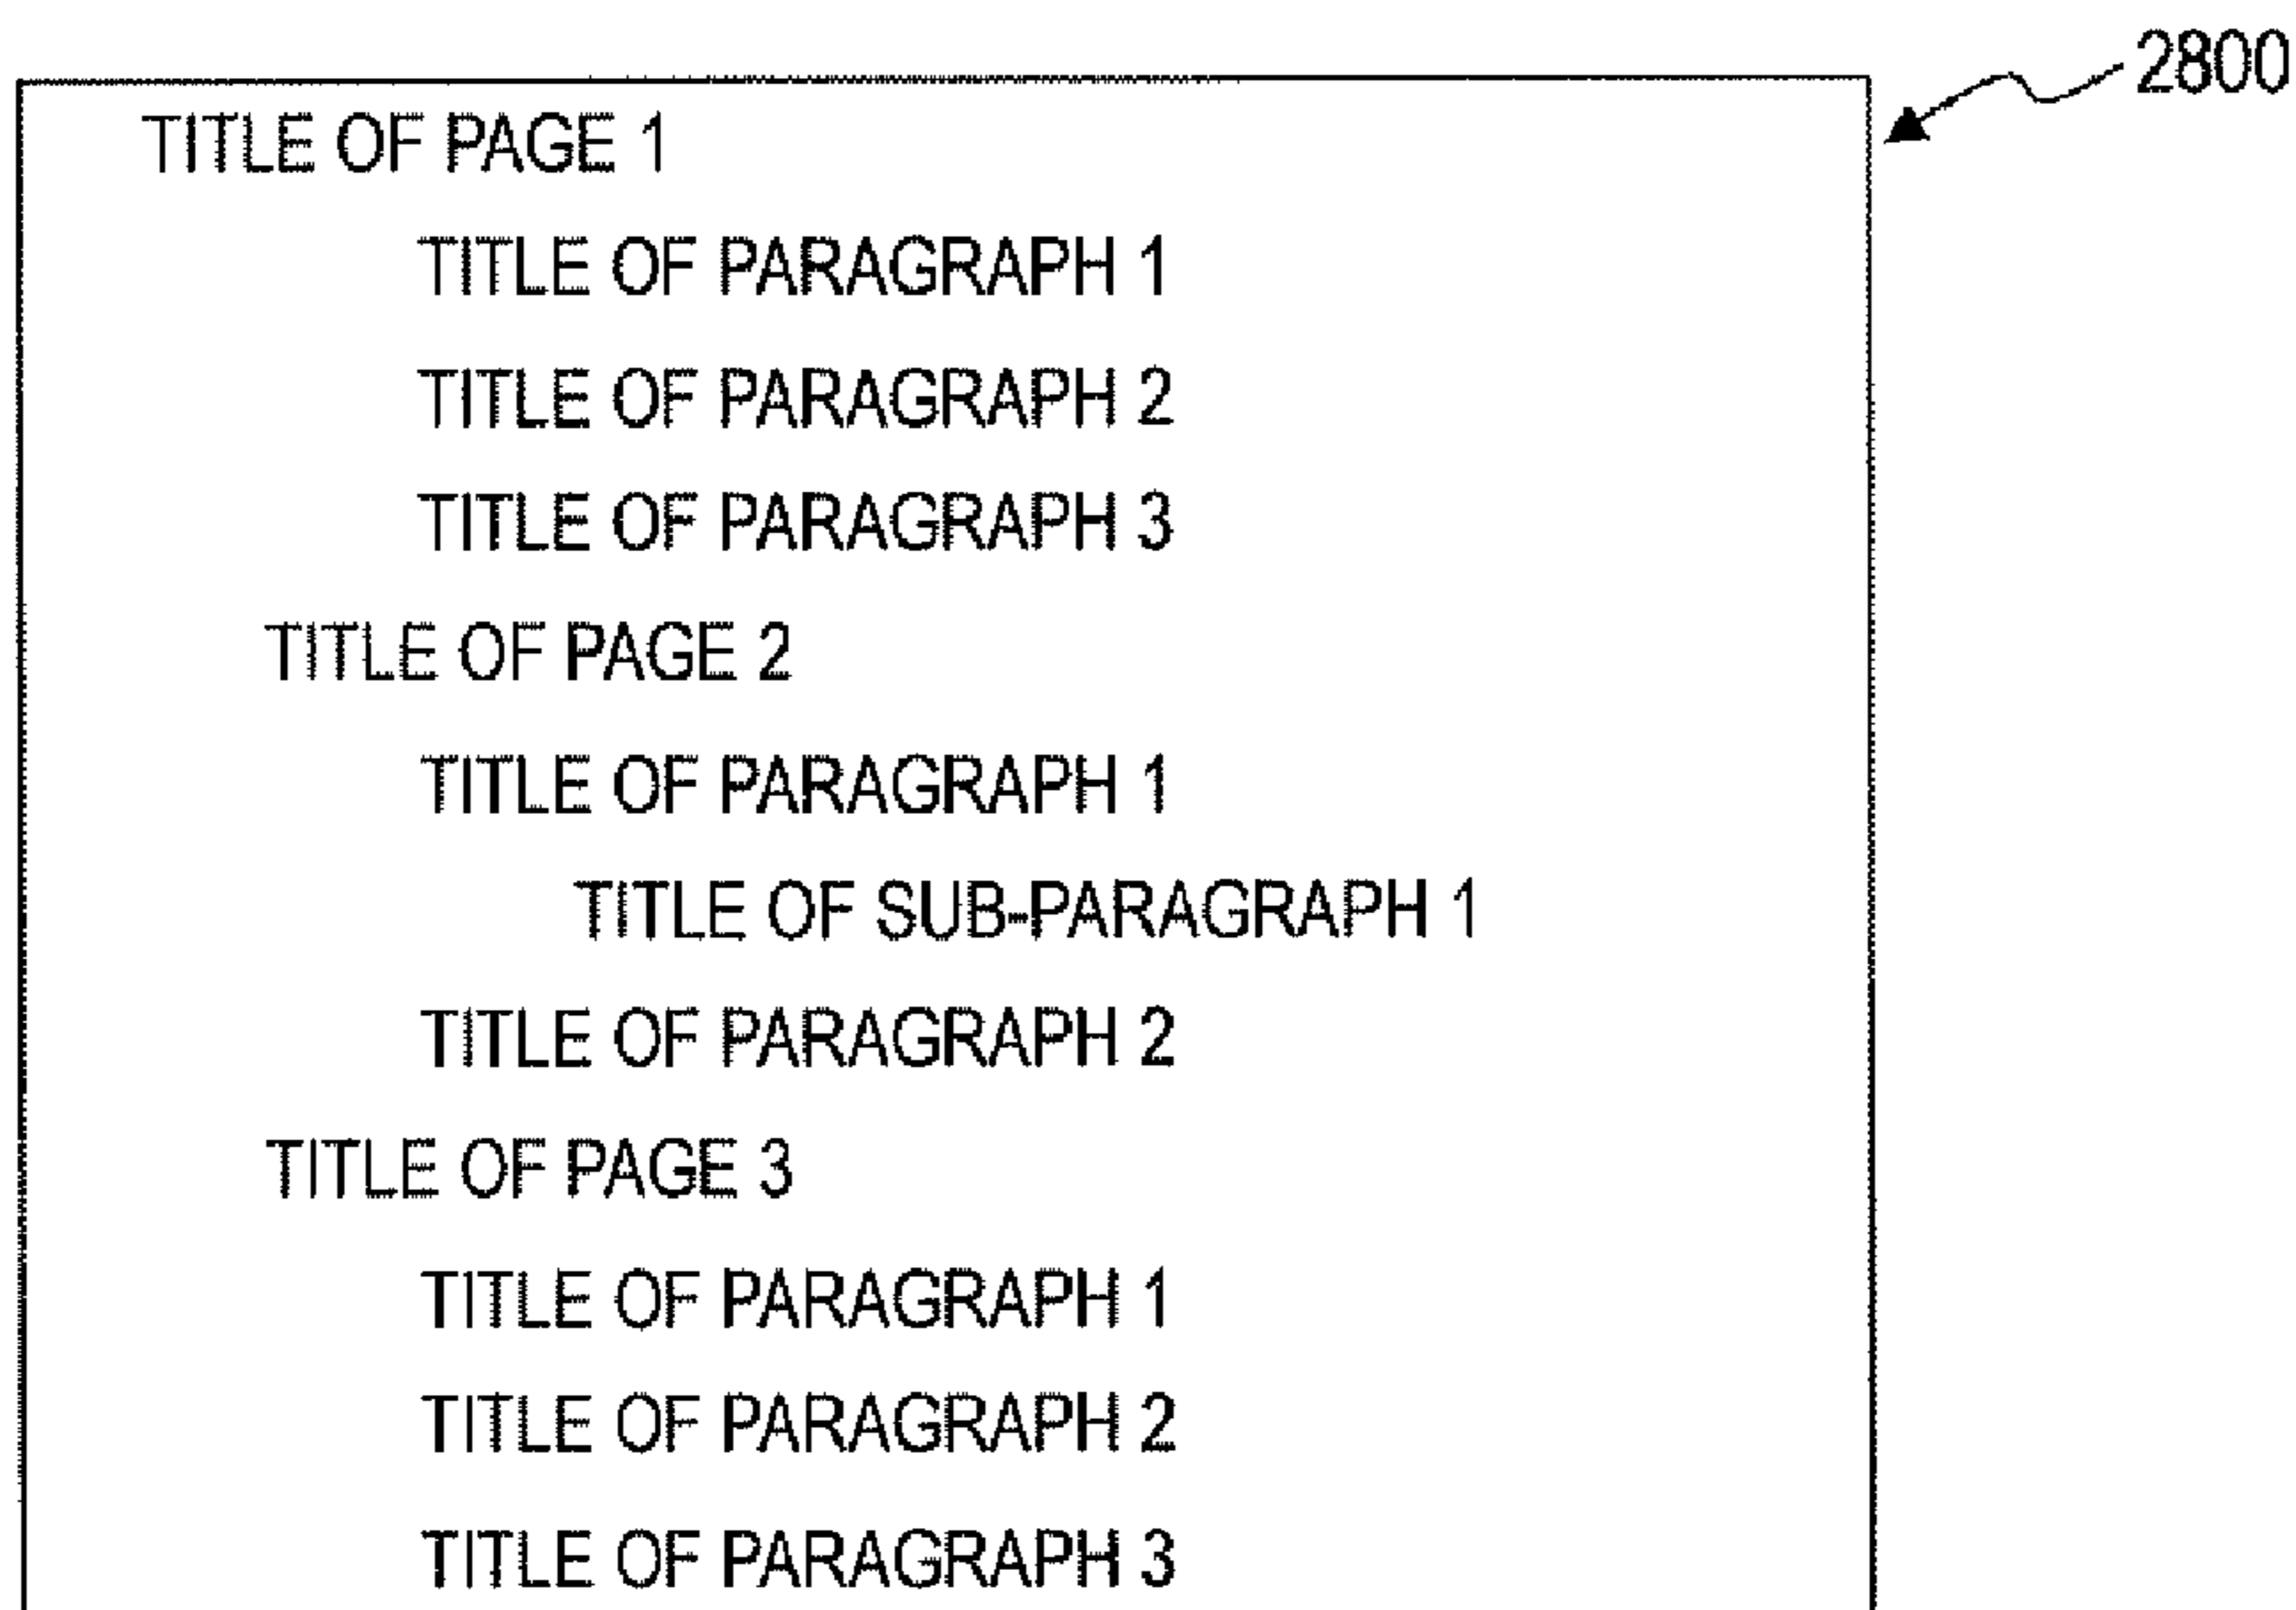 2800
TITLE OF PAGE 1
TITLE OF PARAGRAPH 1
TITLE OF PARAGRAPH 2
TITLE OF PARAGRAPH 3
TITLE OF PAGE 2
TITLE OF PARAGRAPH 1
TITLE OF SUB-PARAGRAPH 1
TITLE OF PARAGRAPH 2
TITLE OF PAGE 3
TITLE OF PARAGRAPH 1
TITLE OF PARAGRAPH 2
TITLE OF PARAGRAPH 3